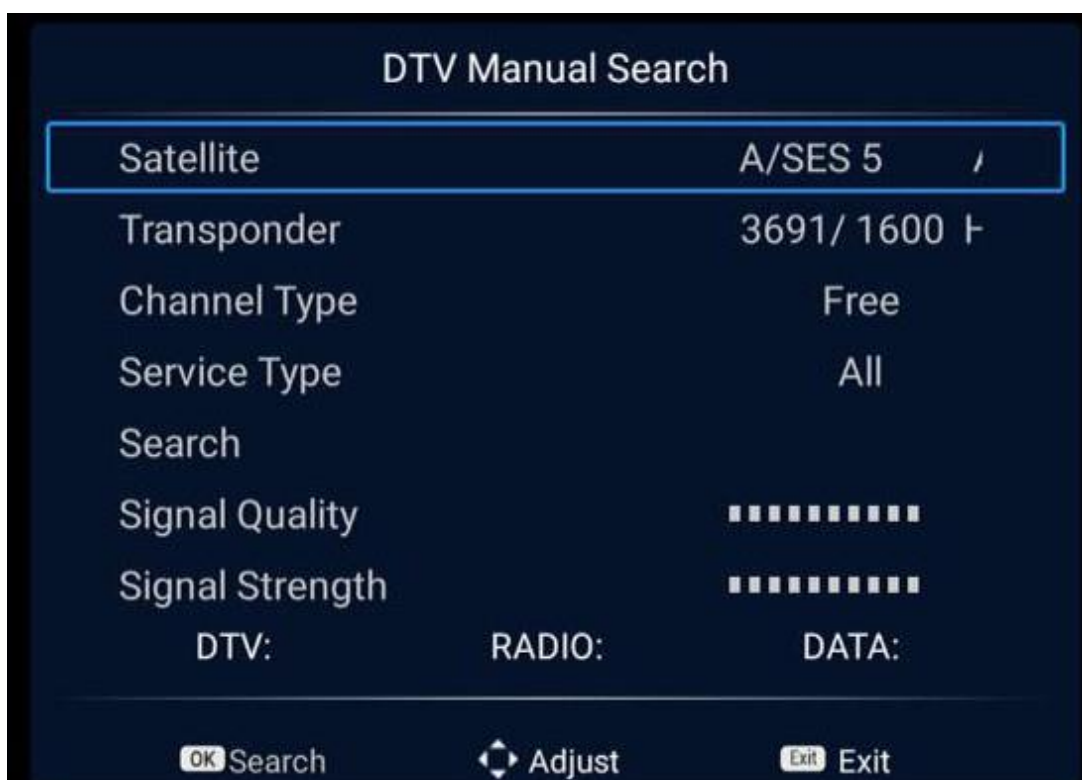 DTV Manual Search
Satellite A/SES 5
Transponder 3691/ 1600
Channel Type Free
Service Type All
Search
Signal Quality
Signal Strength
DTV: RADIO: DATA:
OK Search Adjust Exit Exit